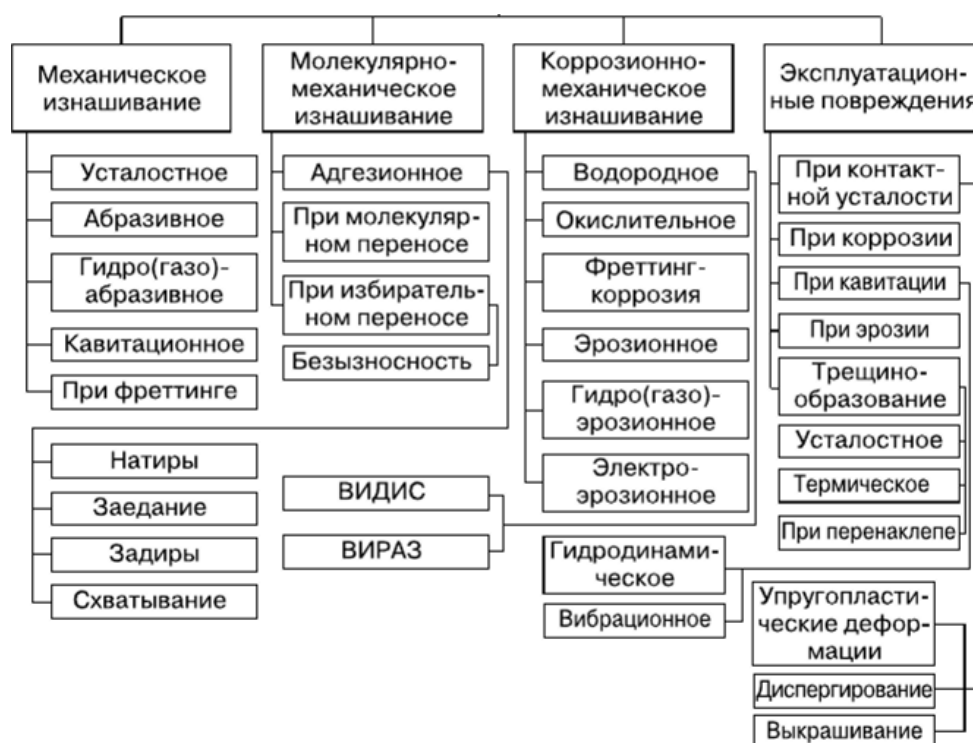 Механическое
изнашивание
Молекулярно-
механическое
изнашивание
Коррозионно-
механическое
изнашивание
Эксплуатацион-
ные повреждения
Усталостное
Абразивное
Гидро(газо)-
абразивное
Кавитационное
При фреттинге
Адгезионное
При молекуляр-
ном переносе
При избиратель-
ном переносе
Безызносность
Водородное
Окислительное
Фреттинг-
коррозия
Эрозионное
Гидро(газо)-
эрозионное
Электро-
эрозионное
При контакт-
ной усталости
При коррозии
При кавитации
При эрозии
Трещино-
образование
Усталостное
Термическое
При перенаклепе
Натиры
Заедание
Задиры
Схватывание
ВИДИС
ВИРАЗ
Гидродинами-
ческое
Вибрационное
Упругопласти-
ческие дефор-
мации
Диспергирование
Выкрашивание